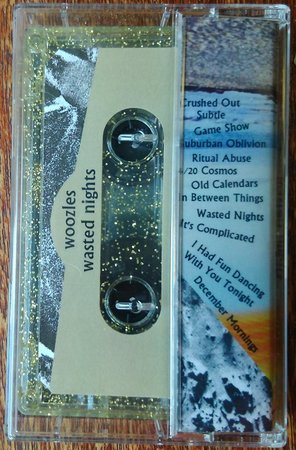 woozles
wasted nights
Crushed Out
Subtle
Game Show
Suburban Oblivion
Ritual Abuse
4/20 Cosmos
Old Calendars
In Between Things
Wasted Nights
It's Complicated
I Had Fun Dancing
With You Tonight
December Mornings